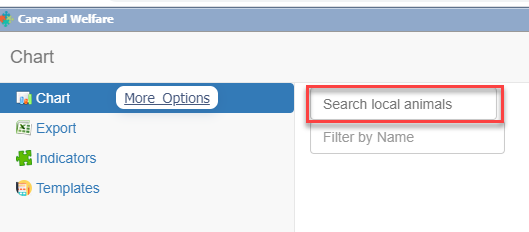 Care and Welfare
Chart
Chart
More Options
Search local animals
Export
Filter by Name
Indicators
Templates